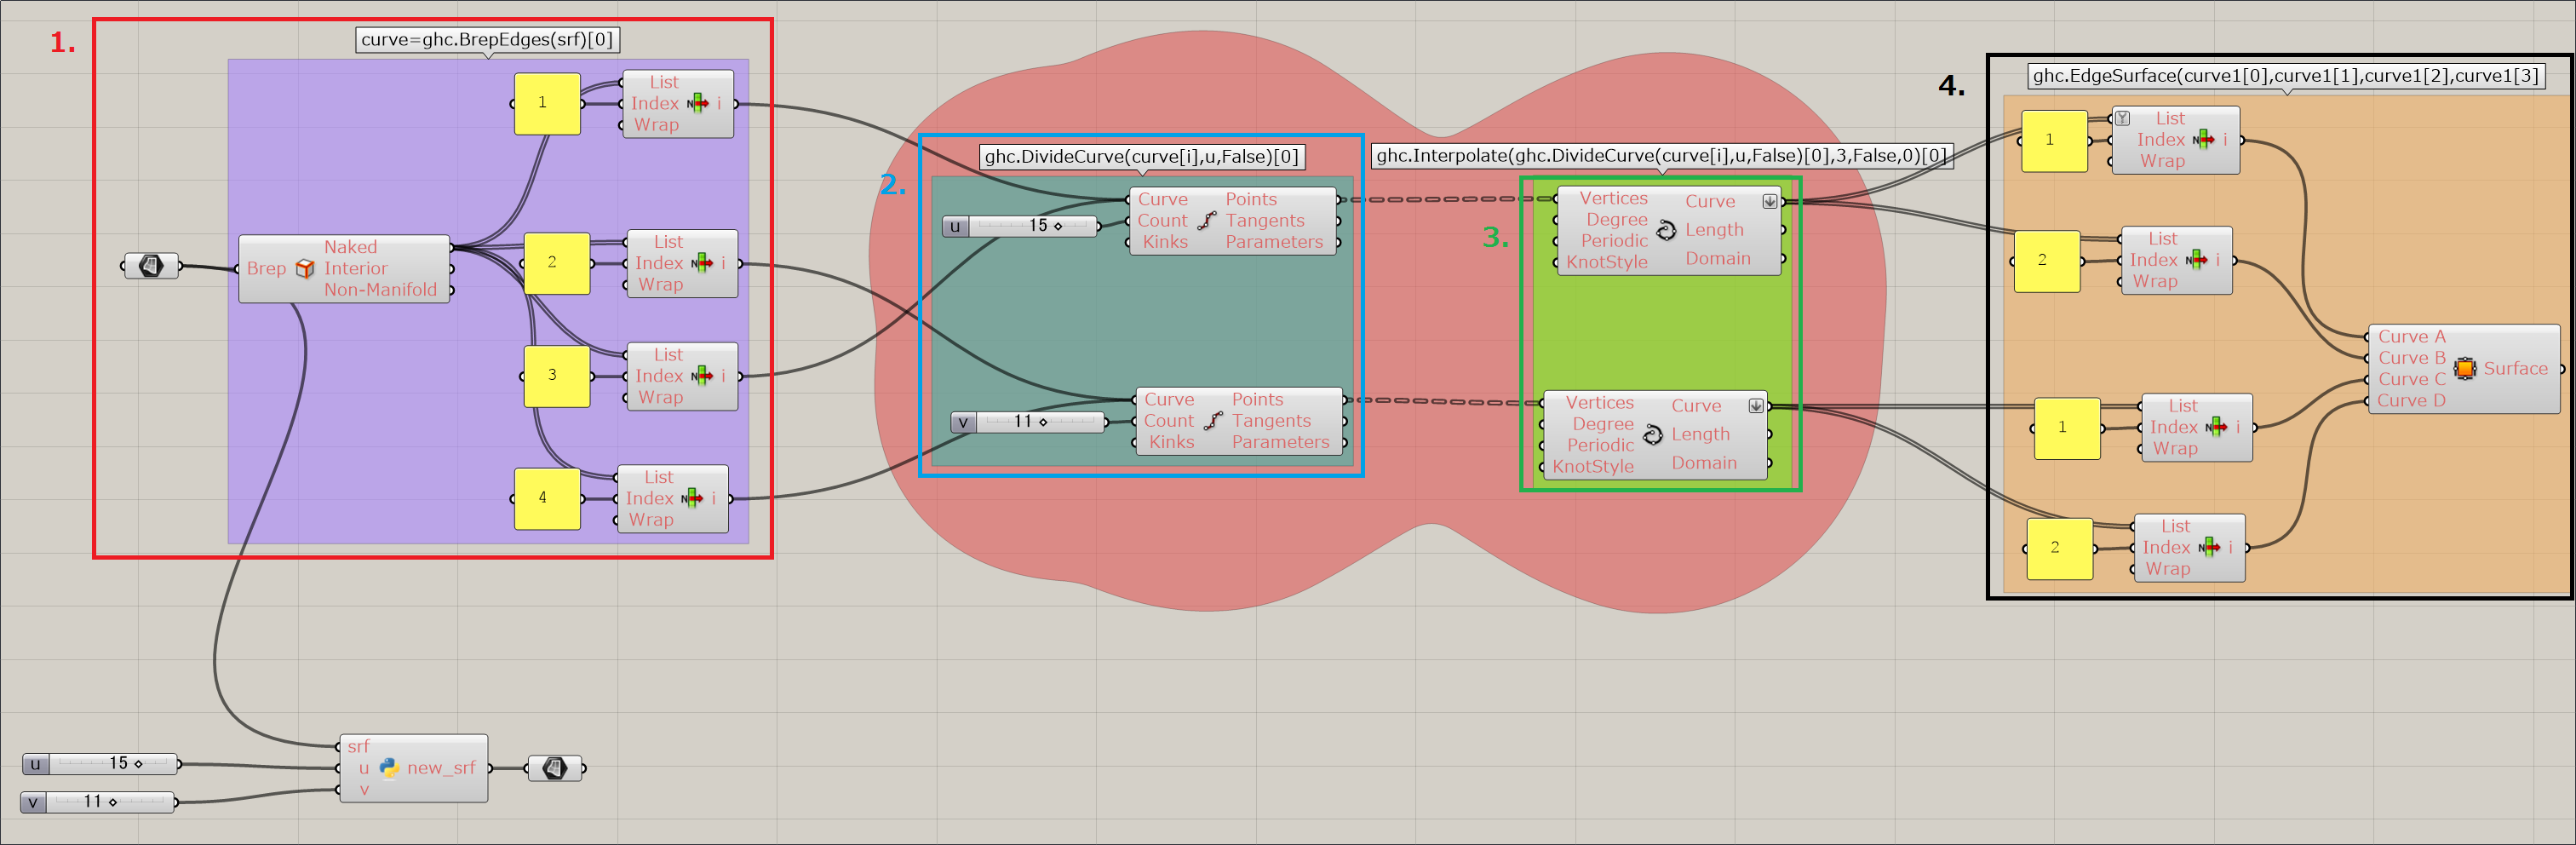 1.
curve=ghc.BrepEdges(srf)[0]
1
List
Index
Wrap
i
Brep
Naked
Interior
Non-Manifold
2
List
Index
Wrap
i
3
List
Index
Wrap
i
4
List
Index
Wrap
i
2.
ghc.DivideCurve(curve[i],u,False)[0]
u 15
Curve
Count
Kinks
Points
Tangents
Parameters
v 11
Curve
Count
Kinks
Points
Tangents
Parameters
ghc.Interpolate(ghc.DivideCurve(curve[i],u,False)[0],3,False,0)[0]
3.
Vertices
Degree
Periodic
KnotStyle
Curve
Length
Domain
Vertices
Degree
Periodic
KnotStyle
Curve
Length
Domain
4.
ghc.EdgeSurface(curve1[0],curve1[1],curve1[2],curve1[3]
1
List
Index
Wrap
i
2
List
Index
Wrap
i
1
List
Index
Wrap
i
2
List
Index
Wrap
i
Curve A
Curve B
Curve C
Curve D
Surface
u 15
v 11
srf
u
v
new_srf